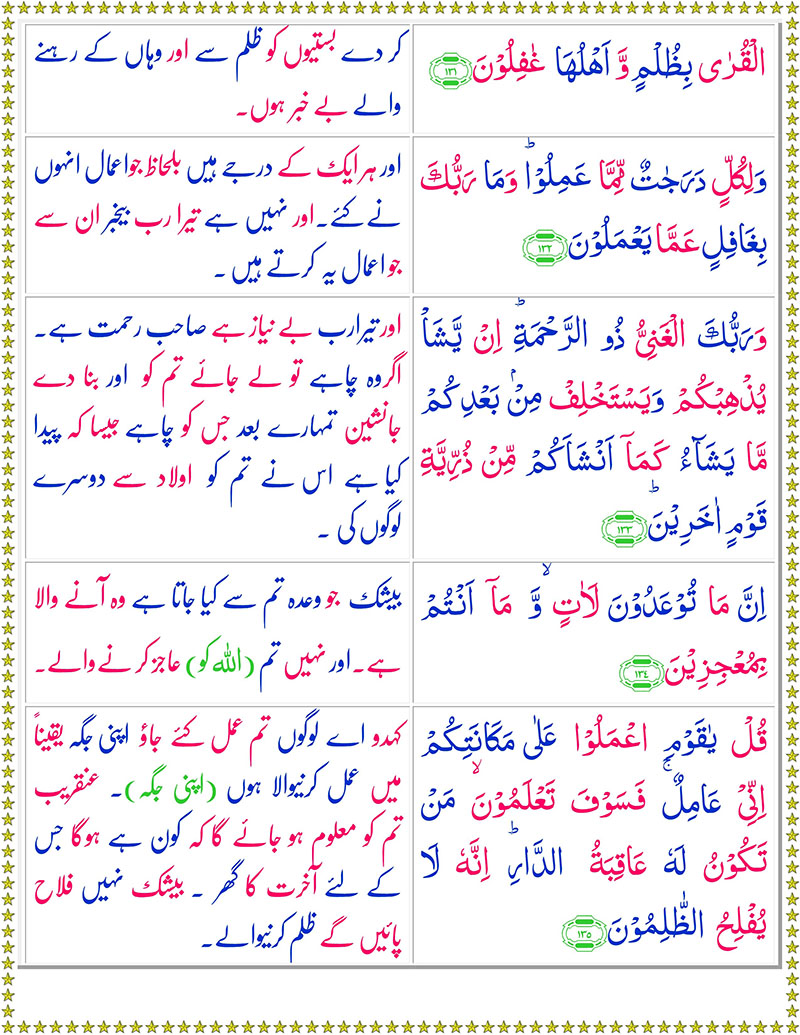 الْقُرٰى بِظُلْمٍ وَّ اَهْلُهَا غٰفِلُوْنَ ﴿۱۳۱﴾
کر دے بستیوں کو ظلم سے اور وہاں کے رہنے
والے بے خبر ہوں۔
وَلِكُلٍّ دَرَجٰتٌ مِّمَّا عَمِلُوْا ؕ وَمَا رَبُّكَ
بِغَافِلٍ عَمَّا يَعْمَلُوْنَ ﴿۱۳۲﴾
اور ہر ایک کے درجے ہیں بلحاظ جو اعمال انہوں
نے کئے۔ اور نہیں ہے تیرا رب بیخبر ان سے
جو اعمال یہ کرتے ہیں ۔
وَرَبُّكَ الْغَنِىُّ ذُو الرَّحْمَةِ ؕ اِنْ يَّشَاْ
يُذْهِبْكُمْ وَيَسْتَخْلِفْ مِنْۢ بَعْدِكُمْ
مَّا يَشَآءُ كَمَاۤ اَنْشَاَكُمْ مِّنْ ذُرِّيَّةِ
قَوْمٍ اٰخَرِيْنَ ؕ ﴿۱۳۳﴾
اور تیرا رب بے نیاز ہے صاحب رحمت ہے۔
اگر وہ چاہے تو لے جائے تم کو اور بنا دے
جانشین تمہارے بعد جس کو چاہے جیسا کہ پیدا
کیا ہے اس نے تم کو اولاد سے دوسرے
لوگوں کی ۔
اِنَّ مَا تُوْعَدُوْنَ لَاٰتٍ ۙ وَّ مَاۤ اَنْتُمْ
بِمُعْجِزِيْنَ ﴿۱۳۴﴾
بیشک جو وعدہ تم سے کیا جاتا ہے وہ آنے والا
ہے۔ اور نہیں تم (اللہ کو) عاجز کرنے والے۔
قُلْ يٰقَوْمِ اعْمَلُوْا عَلٰى مَكَانَتِكُمْ
اِنِّىْ عَامِلٌ ۚ فَسَوْفَ تَعْلَمُوْنَ ۙ مَنْ
تَكُوْنُ لَهٗ عَاقِبَةُ الدَّارِ ؕ اِنَّهٗ لَا
يُفْلِحُ الظّٰلِمُوْنَ ﴿۱۳۵﴾
کہدو اے لوگوں تم عمل کئے جاؤ اپنی جگہ یقیناً
میں عمل کرنیوالا ہوں (اپنی جگہ)۔ عنقریب
تم کو معلوم ہو جائے گا کہ کون ہے ہوگا جس
کے لئے آخرت کا گھر ۔ بیشک نہیں فلاح
پائیں گے ظلم کرنیوالے۔